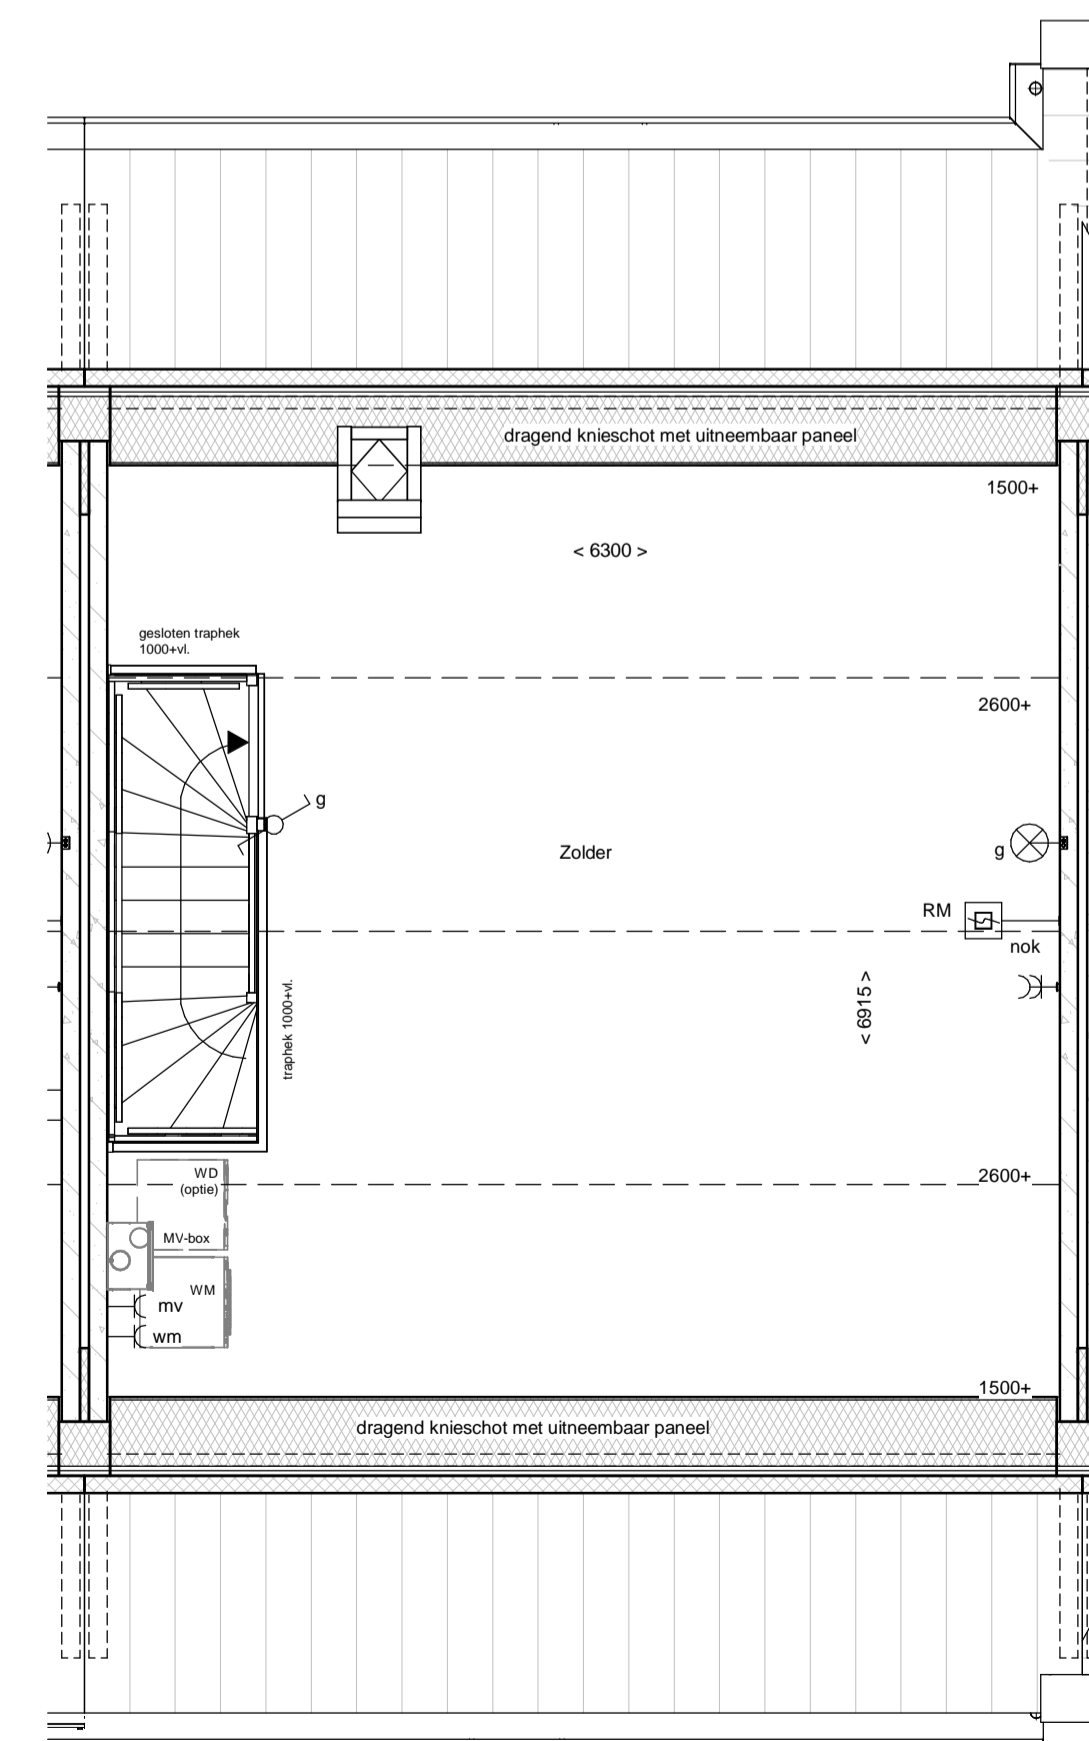 dragend knieschot met uitneembaar paneel
1500+
< 6300 >
gesloten traphek
1000+vl.
2600+
g
Zolder
g
RM
nok
< 6915 >
traphek 1000+vl.
WD
(optie)
2600+
MV-box
WM
mv
wm
1500+
dragend knieschot met uitneembaar paneel